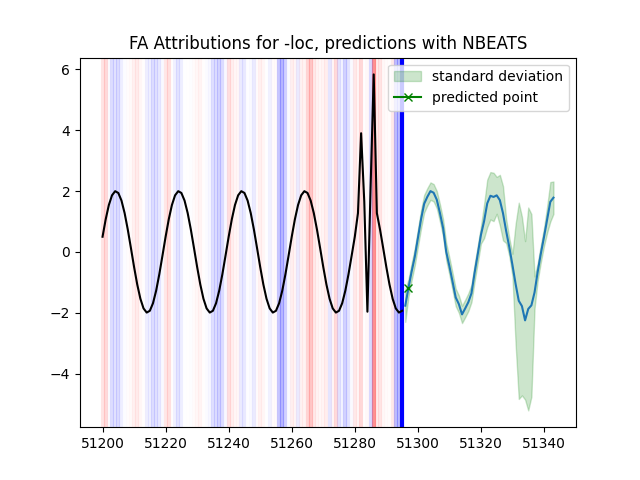 FA Attributions for -loc, predictions with NBEATS
standard deviation
predicted point
6
4
2
0
−2
−4
51200 51220 51240 51260 51280 51300 51320 51340